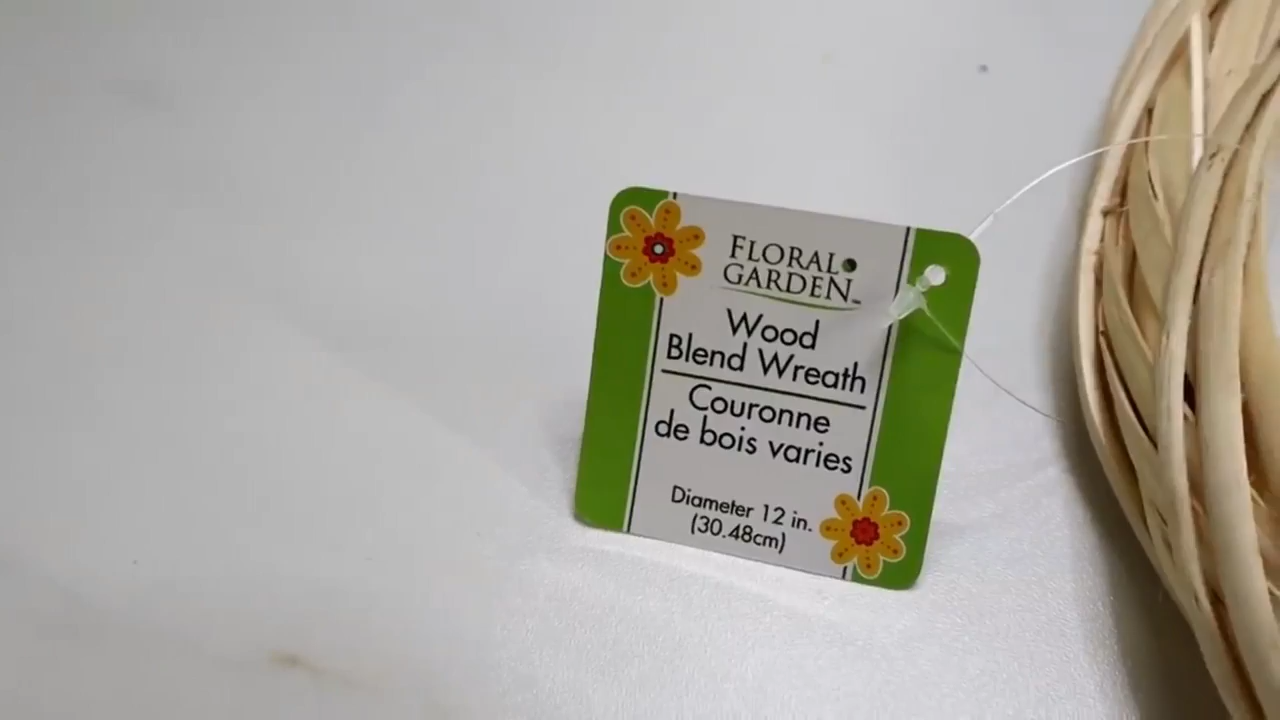 FLORAL
GARDEN
Wood
Blend Wreath
Couronne
de bois varies
Diameter 12 in.
(30.48cm)